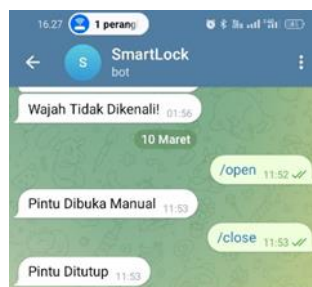 16.27 1 perang
S SmartLock
bot
Wajah Tidak Dikenali! 01:56
10 Maret
/open 11:52
Pintu Dibuka Manual 11:53
/close 11:53
Pintu Ditutup 11:53